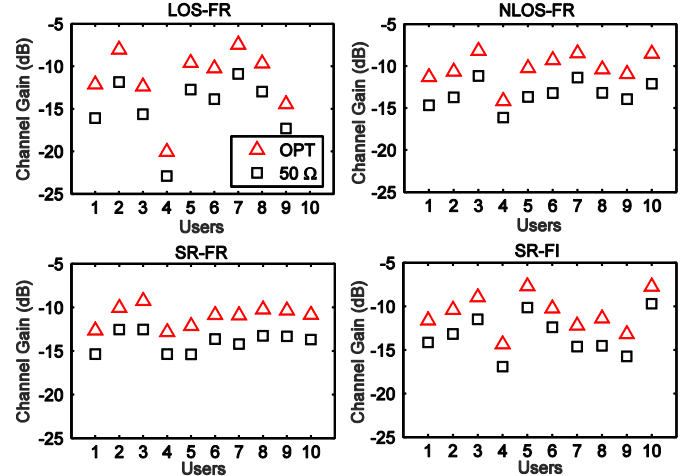 LOS-FR
Channel Gain (dB)
-5
-10
-15
-20
-25
OPT
50 Ω
1 2 3 4 5 6 7 8 9 10
Users
NLOS-FR
Channel Gain (dB)
-5
-10
-15
-20
-25
1 2 3 4 5 6 7 8 9 10
Users
SR-FR
Channel Gain (dB)
-5
-10
-15
-20
-25
1 2 3 4 5 6 7 8 9 10
Users
SR-FI
Channel Gain (dB)
-5
-10
-15
-20
-25
1 2 3 4 5 6 7 8 9 10
Users